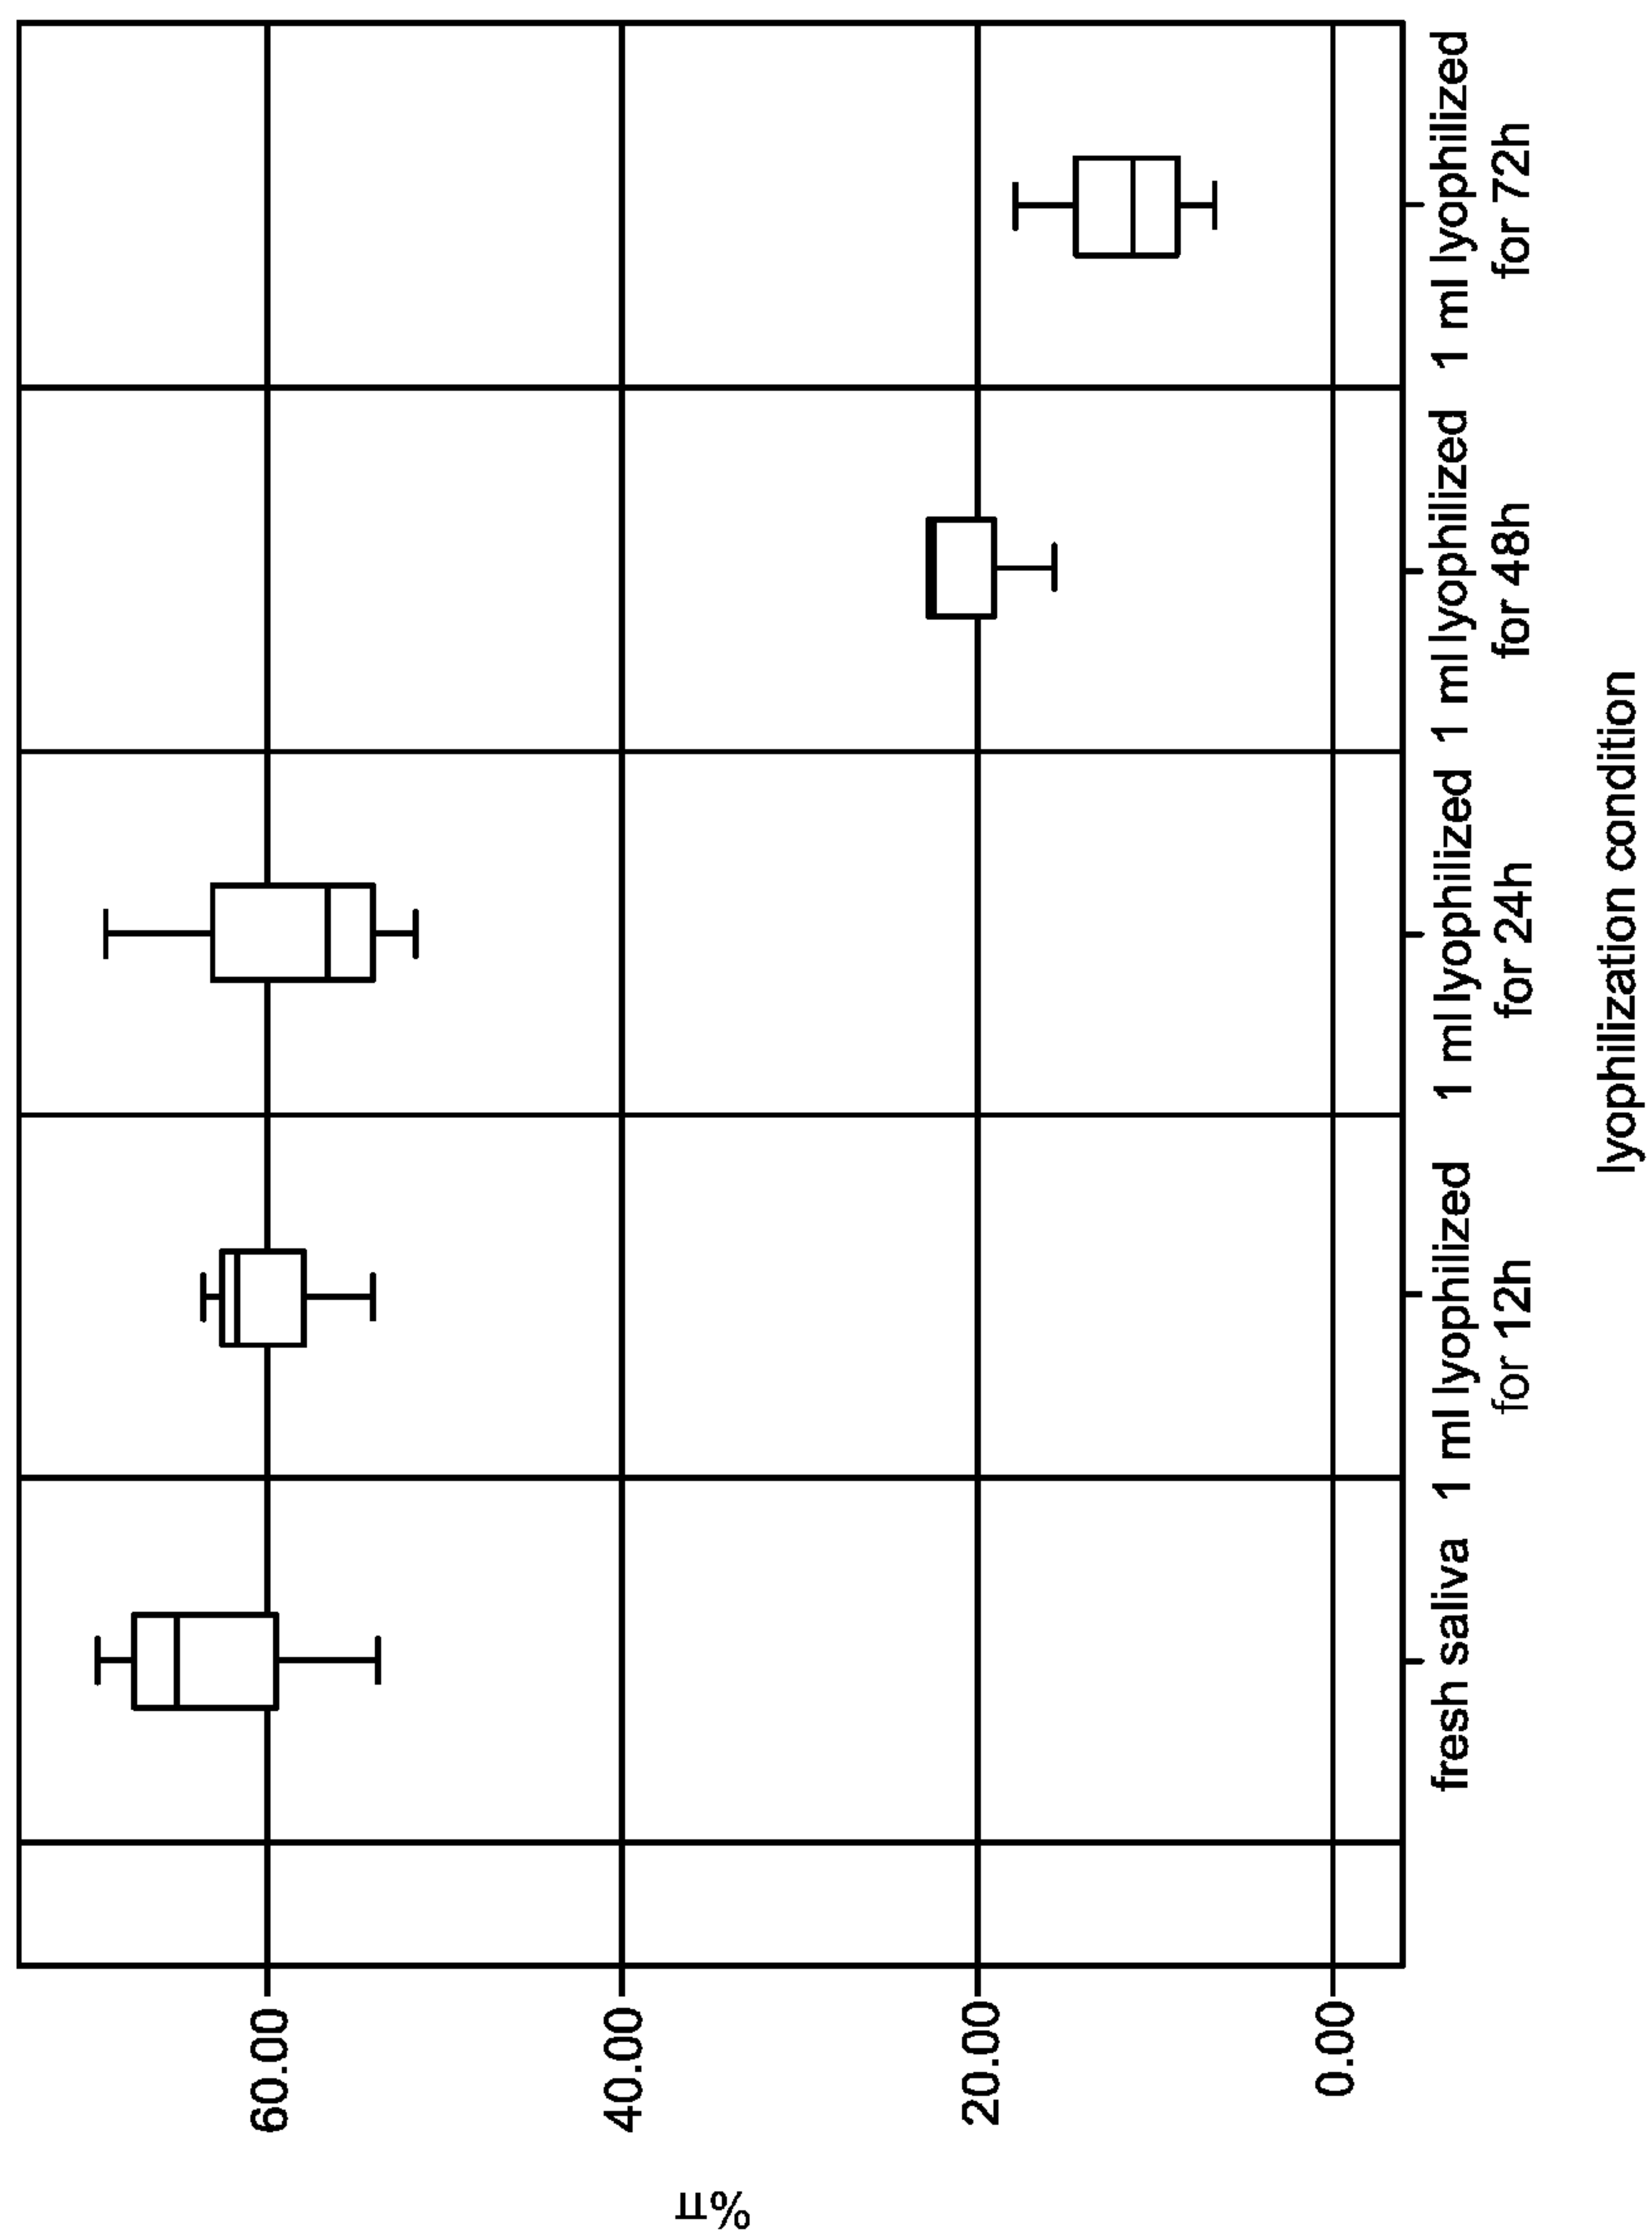 %π
60.00
40.00
20.00
0.00
fresh saliva
1 ml lyophilized
for 12h
1 ml lyophilized
for 24h
1 ml lyophilized
for 48h
1 ml lyophilized
for 72h
lyophilization condition